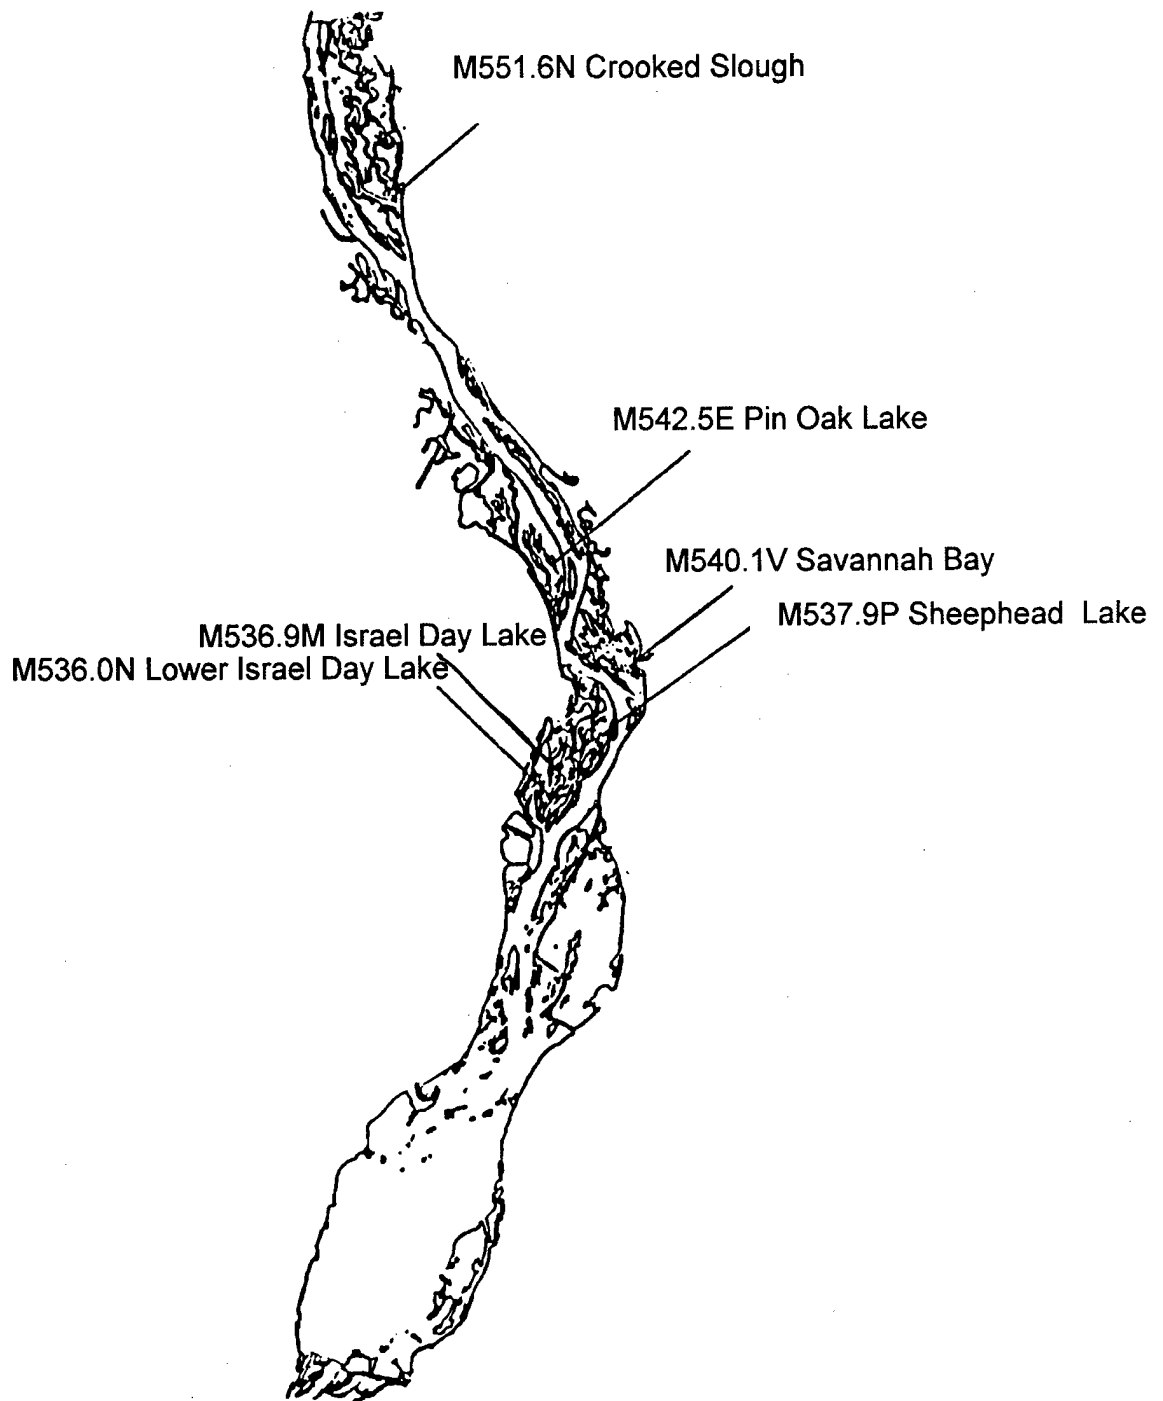 M551.6N Crooked Slough
M542.5E Pin Oak Lake
M540.1V Savannah Bay
M537.9P Sheephead Lake
M536.9M Israel Day Lake
M536.0N Lower Israel Day Lake